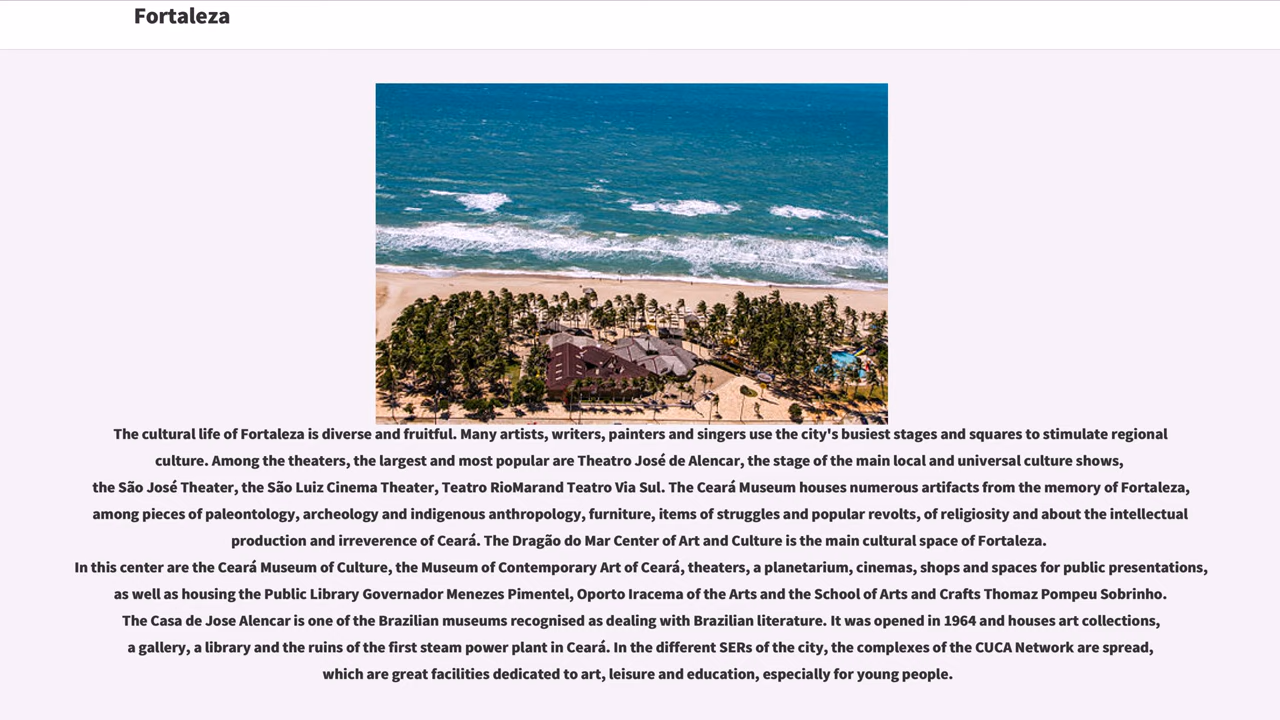 Fortaleza
The cultural life of Fortaleza is diverse and fruitful. Many artists, writers, painters and singers use the city's busiest stages and squares to stimulate regional
culture. Among the theaters, the largest and most popular are Theatro José de Alencar, the stage of the main local and universal culture shows,
the São José Theater, the São Luiz Cinema Theater, Teatro RioMarand Teatro Via Sul. The Ceará Museum houses numerous artifacts from the memory of Fortaleza,
among pieces of paleontology, archeology and indigenous anthropology, furniture, items of struggles and popular revolts, of religiosity and about the intellectual
production and irreverence of Ceará. The Dragão do Mar Center of Art and Culture is the main cultural space of Fortaleza.
In this center are the Ceará Museum of Culture, the Museum of Contemporary Art of Ceará, theaters, a planetarium, cinemas, shops and spaces for public presentations,
as well as housing the Public Library Governador Menezes Pimentel, Oporto Iracema of the Arts and the School of Arts and Crafts Thomaz Pompeu Sobrinho.
The Casa de Jose Alencar is one of the Brazilian museums recognised as dealing with Brazilian literature. It was opened in 1964 and houses art collections,
a gallery, a library and the ruins of the first steam power plant in Ceará. In the different SERs of the city, the complexes of the CUCA Network are spread,
which are great facilities dedicated to art, leisure and education, especially for young people.